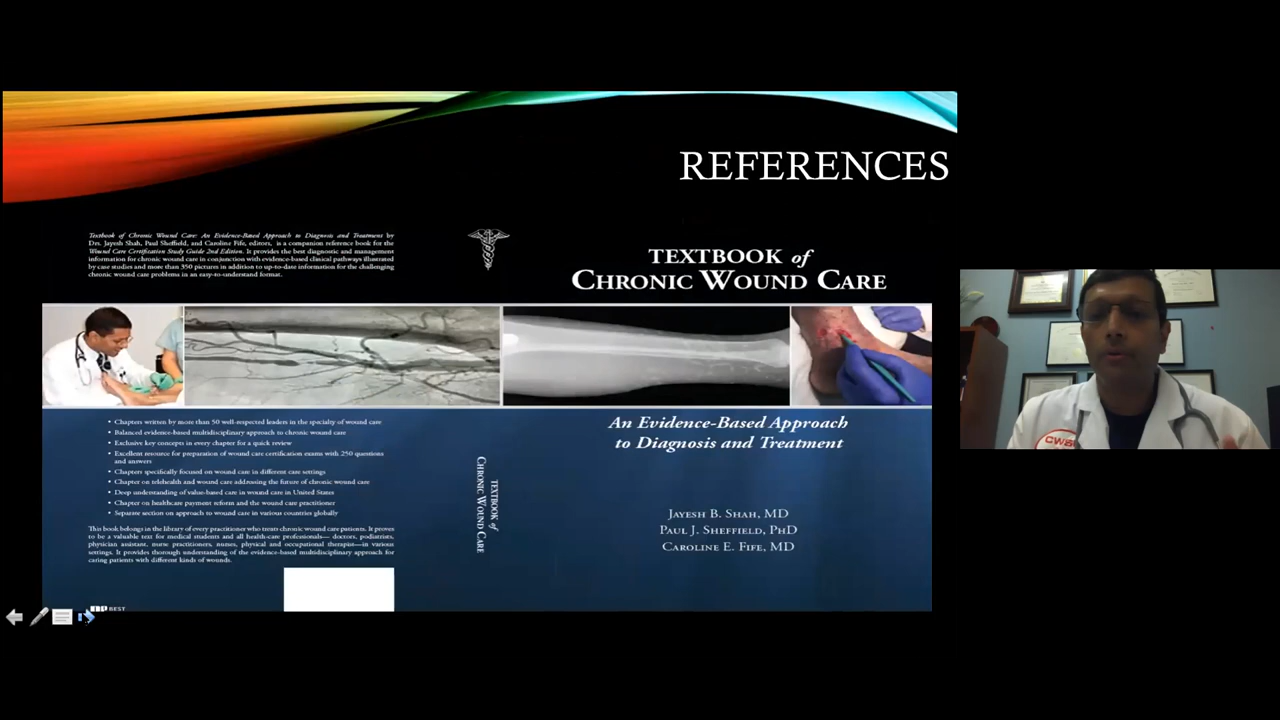 REFERENCES
Textbook of Chronic Wound Care: An Evidence-Based Approach to Diagnosis and Treatment by
Drs. Jayesh Shah, Paul Sheffield, and Caroline Fife, editors, is a companion reference book for the
Wound Care Certification Study Guide 2nd Edition. It provides the best diagnostic and management
information for chronic wound care in conjunction with evidence-based clinical pathways illustrated
by case studies and more than 350 pictures in addition to up-to-date information for the challenging
chronic wound care problems in an easy-to-understand format.
TEXTBOOK of
CHRONIC WOUND CARE
• Chapters written by more than 50 well-respected leaders in the specialty of wound care
• Balanced evidence-based multidisciplinary approach to chronic wound care
• Exclusive key concepts in every chapter for a quick review
• Excellent resource for preparation of wound care certification exams with 250 questions
and answers
• Chapters specifically focused on wound care in different care settings
• Chapter on telehealth and wound care addressing the future of chronic wound care
• Deep understanding of value-based care in wound care in United States
• Chapter on healthcare payment reform and the wound care practitioner
• Separate section on approach to wound care in various countries globally
This book belongs in the library of every practitioner who treats chronic wound care patients. It proves
to be a valuable text for medical students and all health-care professionals— doctors, podiatrists,
physician assistant, nurse practitioners, nurses, physical and occupational therapist—in various
settings. It provides thorough understanding of the evidence-based multidisciplinary approach for
caring patients with different kinds of wounds.
BEST
TEXTBOOK of
CHRONIC WOUND CARE
An Evidence-Based Approach
to Diagnosis and Treatment
JAYESH B. SHAH, MD
PAUL J. SHEFFIELD, PHD
CAROLINE E. FIFE, MD